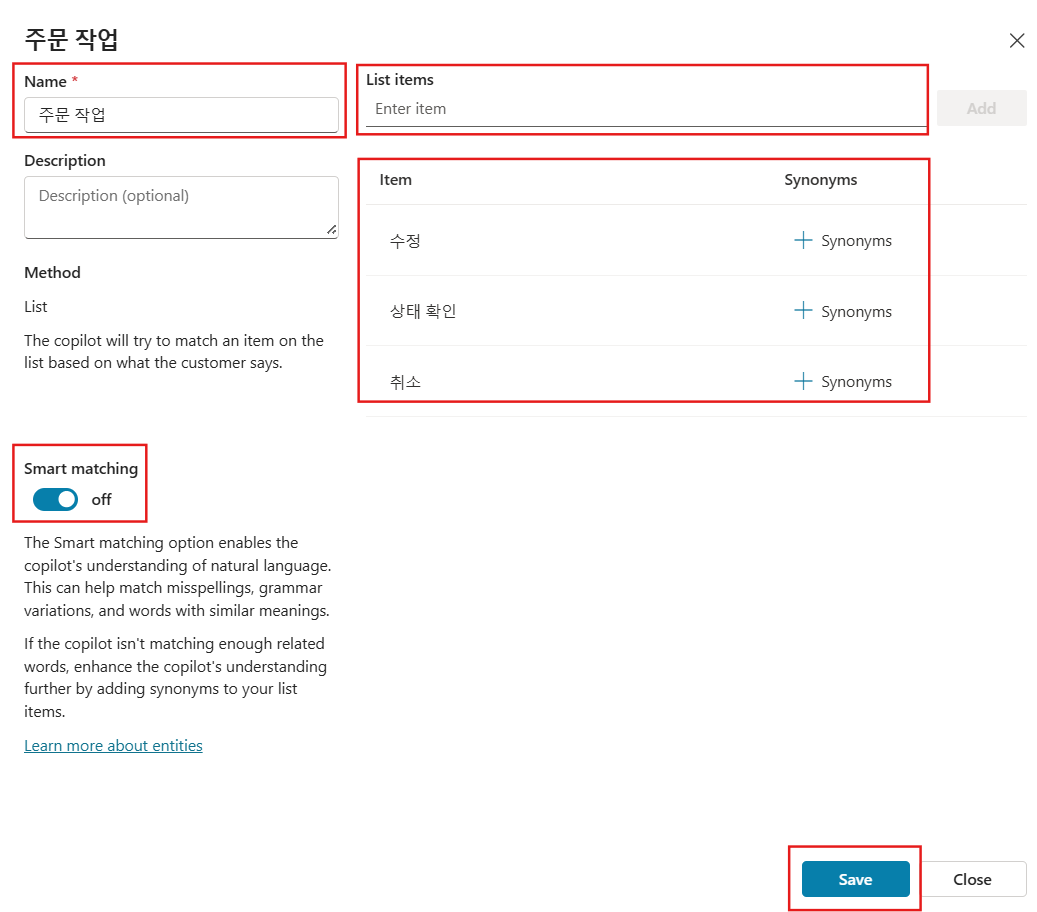 주문 작업
Name *
주문 작업
Description
Description (optional)
Method
List
The copilot will try to match an item on the
list based on what the customer says.
Smart matching
off
The Smart matching option enables the
copilot's understanding of natural language.
This can help match misspellings, grammar
variations, and words with similar meanings.
If the copilot isn't matching enough related
words, enhance the copilot's understanding
further by adding synonyms to your list
items.
Learn more about entities
List items
Enter item
Add
Item Synonyms
수정 Synonyms
상태 확인 Synonyms
취소 Synonyms
Save Close